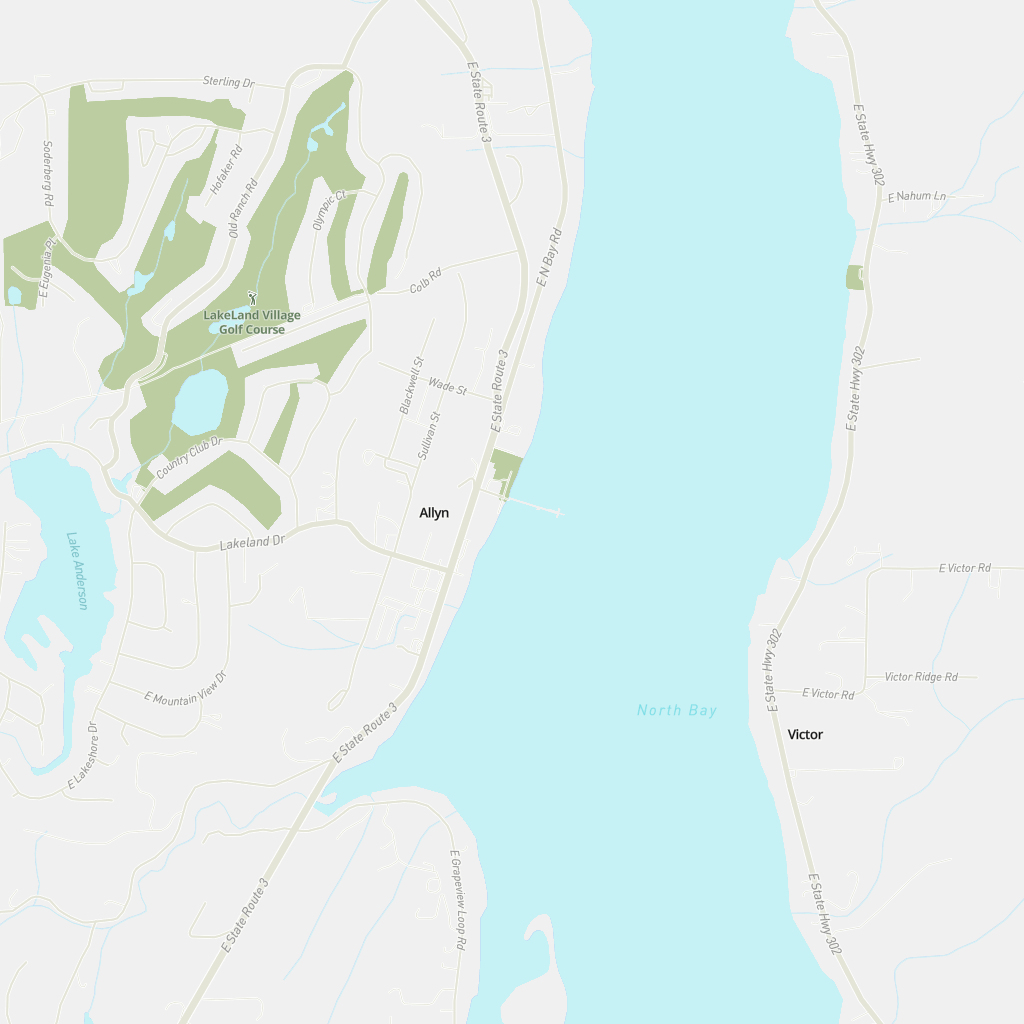 Sterling Dr
E State Route 3
E State Hwy 302
Soderberg Rd
Hofaker Rd
Old Ranch Rd
Olympic Ct
E Nahum Ln
E Eugenia Pl
E N Bay Rd
Colb Rd
LakeLand Village
Golf Course
Blackwell St
Wade St
E State Route 3
E State Hwy 302
Sullivan St
Country Club Dr
Allyn
Lakeland Dr
Lake Anderson
E Victor Rd
E State Hwy 302
E Mountain View Dr
Victor Ridge Rd
E Victor Rd
North Bay
E State Route 3
Victor
E Lakeshore Dr
E Grapeview Loop Rd
E State Route 3
E State Hwy 302